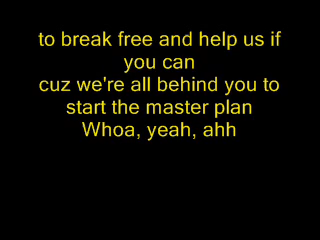 to break free and help us if
you can
cuz we're all behind you to
start the master plan
Whoa, yeah, ahh